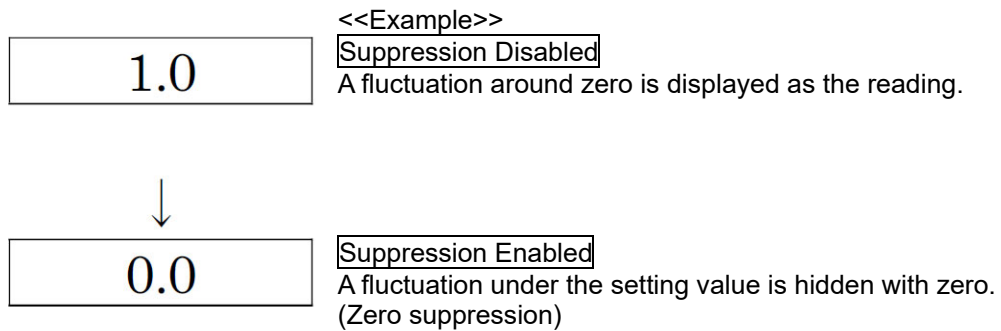 <<Example>>
Suppression Disabled
1.0
A fluctuation around zero is displayed as the reading.
↓
Suppression Enabled
0.0
A fluctuation under the setting value is hidden with zero.
(Zero suppression)